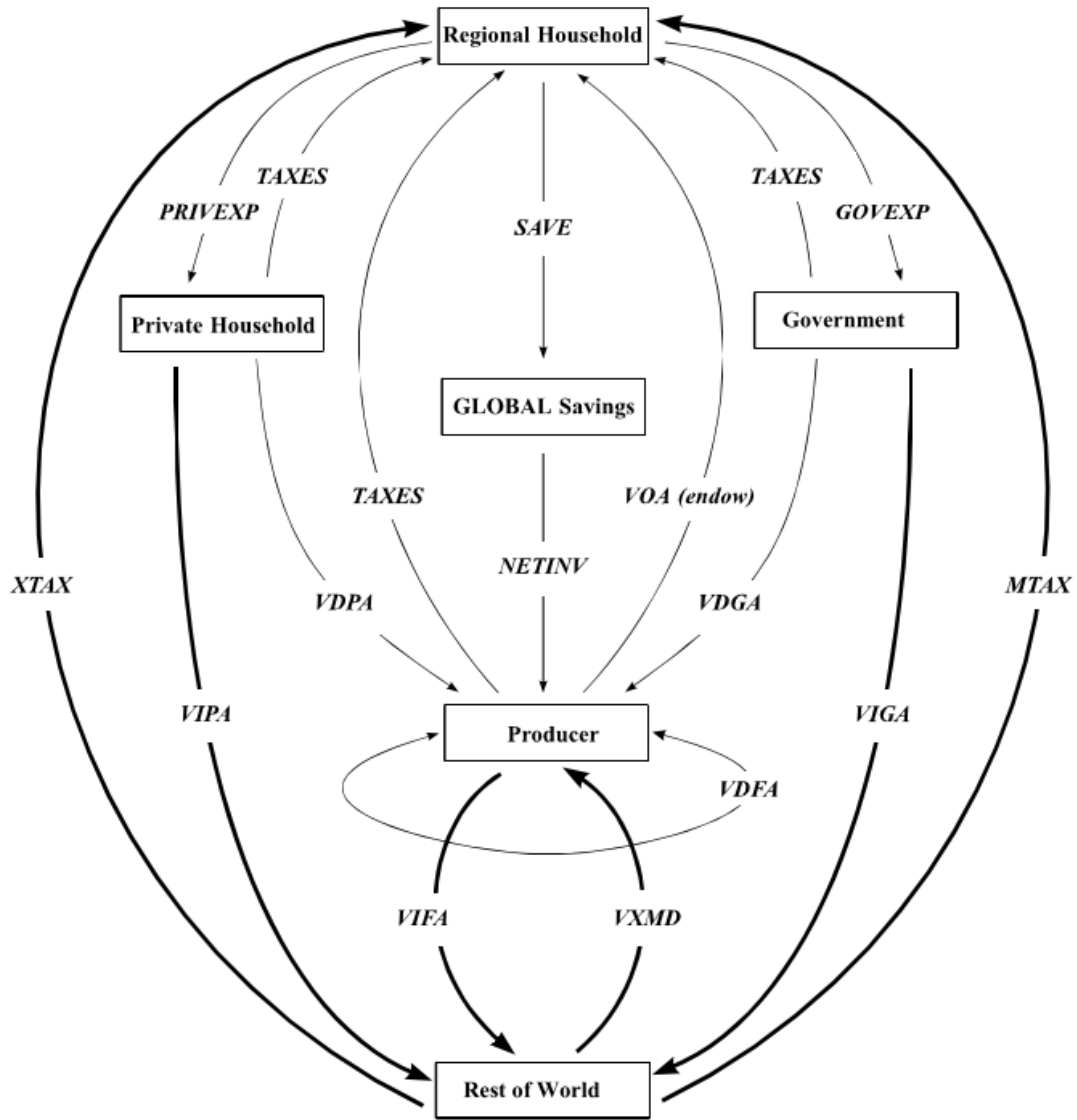 Regional Household
TAXES
TAXES
PRIVEXP
GOVEXP
SAVE
Private Household
Government
GLOBAL Savings
TAXES
VOA (endow)
NETINV
XTAX
MTAX
VDPA
VDGA
VIPA
VIGA
Producer
VDFA
VIFA
VXMD
Rest of World